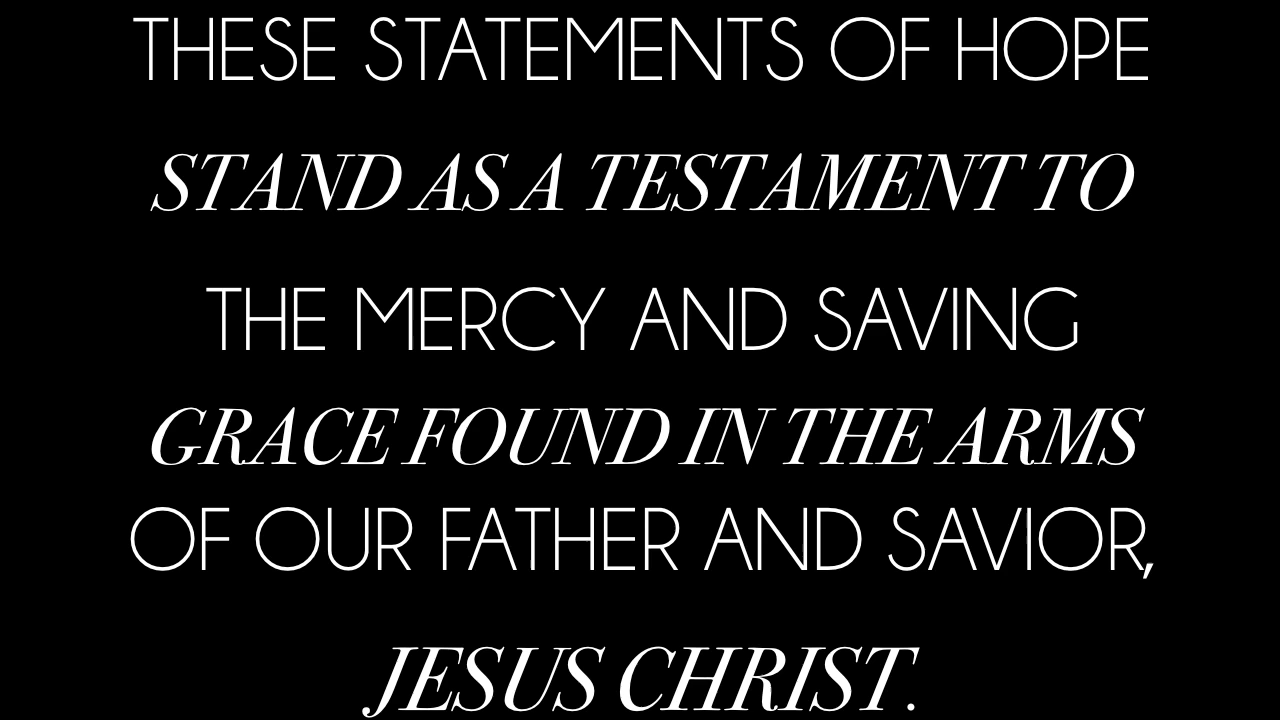 THESE STATEMENTS OF HOPE
STAND AS A TESTAMENT TO
THE MERCY AND SAVING
GRACE FOUND IN THE ARMS
OF OUR FATHER AND SAVIOR,
JESUS CHRIST.